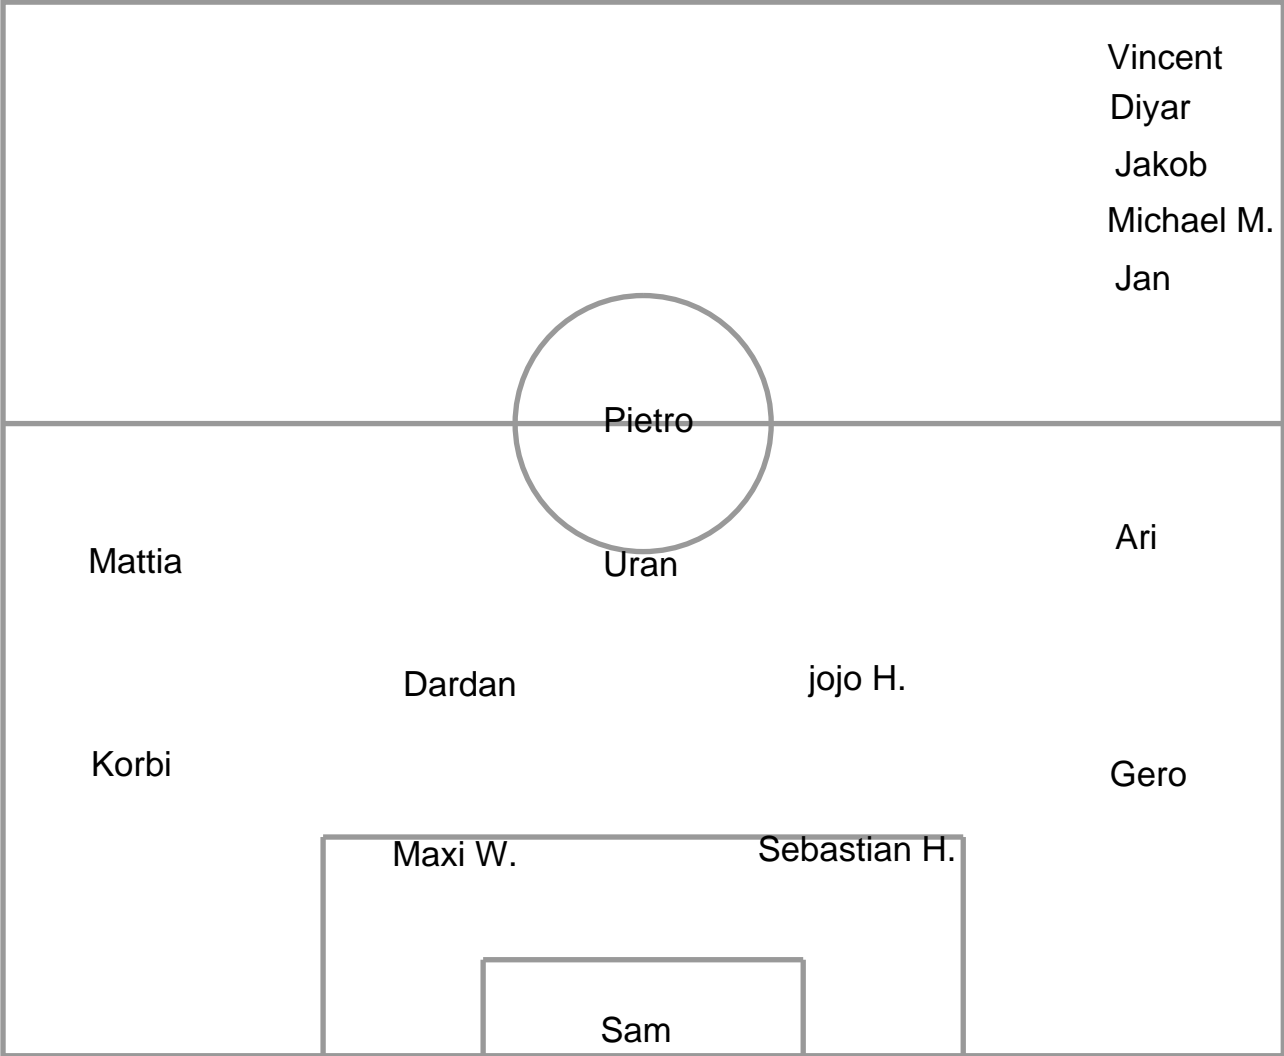 Vincent
Diyar
Jakob
Michael M.
Jan
Pietro
Ari
Mattia
Uran
jojo H.
Dardan
Korbi
Gero
Sebastian H.
Maxi W.
Sam